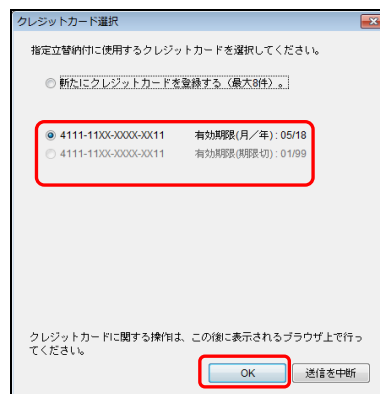 クレジットカード選択
指定立替納付に使用するクレジットカードを選択してください。
新たにクレジットカードを登録する（最大8件）。
4111-11XX-XXXX-XX11 有効期限(月／年): 05/18
4111-11XX-XXXX-XX11 有効期限(期限切): 01/99
クレジットカードに関する操作は、この後に表示されるブラウザ上で行っ
てください。
OK 送信を中断